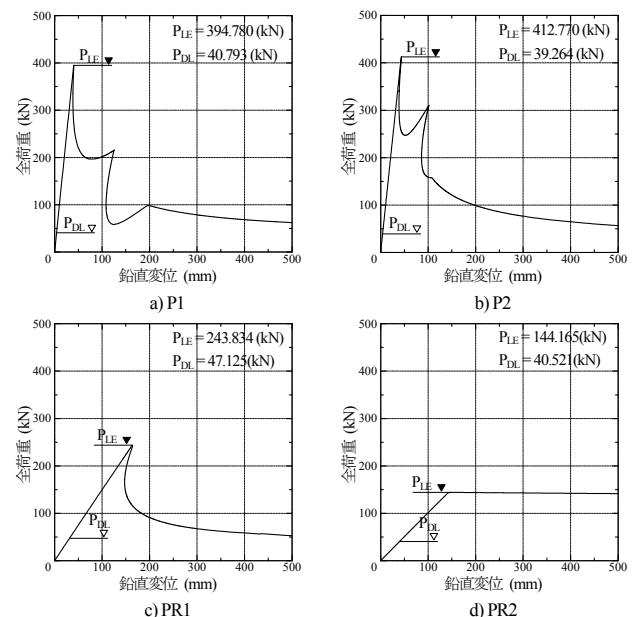 500
400
300
200
100
0
全荷重 (kN)
P_LE = 394.780 (kN)
P_DL = 40.793 (kN)
P_LE
P_DL
0 100 200 300 400 500
鉛直変位 (mm)
a) P1
500
400
300
200
100
0
全荷重 (kN)
P_LE = 412.770 (kN)
P_DL = 39.264 (kN)
P_LE
P_DL
0 100 200 300 400 500
鉛直変位 (mm)
b) P2
500
400
300
200
100
0
全荷重 (kN)
P_LE = 243.834 (kN)
P_DL = 47.125 (kN)
P_LE
P_DL
0 100 200 300 400 500
鉛直変位 (mm)
c) PR1
500
400
300
200
100
0
全荷重 (kN)
P_LE = 144.165(kN)
P_DL = 40.521(kN)
P_LE
P_DL
0 100 200 300 400 500
鉛直変位 (mm)
d) PR2